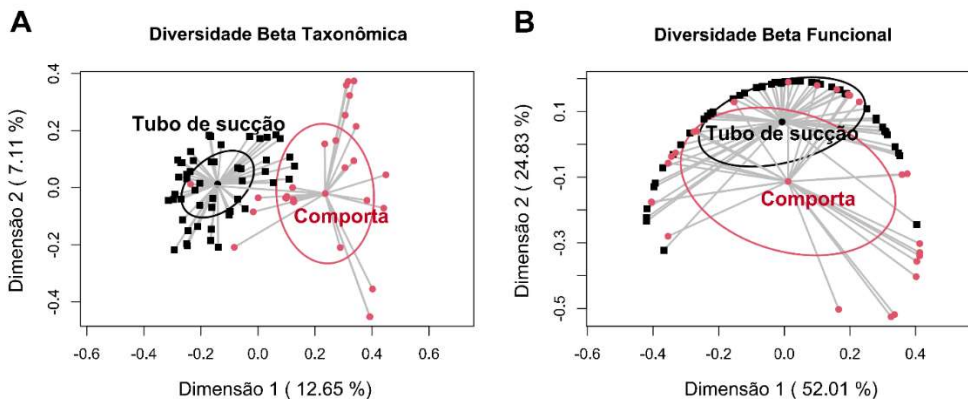 A
Diversidade Beta Taxonômica
Dimensão 2 ( 7.11 %)
0.4
0.2
0.0
-0.2
-0.4
Tubo de sucção
Comporta
-0.6 -0.4 -0.2 0.0 0.2 0.4 0.6
Dimensão 1 ( 12.65 %)
B
Diversidade Beta Funcional
Dimensão 2 ( 24.83 %)
0.1
-0.1
-0.3
-0.5
Tubo de sucção
Comporta
-0.6 -0.4 -0.2 0.0 0.2 0.4
Dimensão 1 ( 52.01 %)